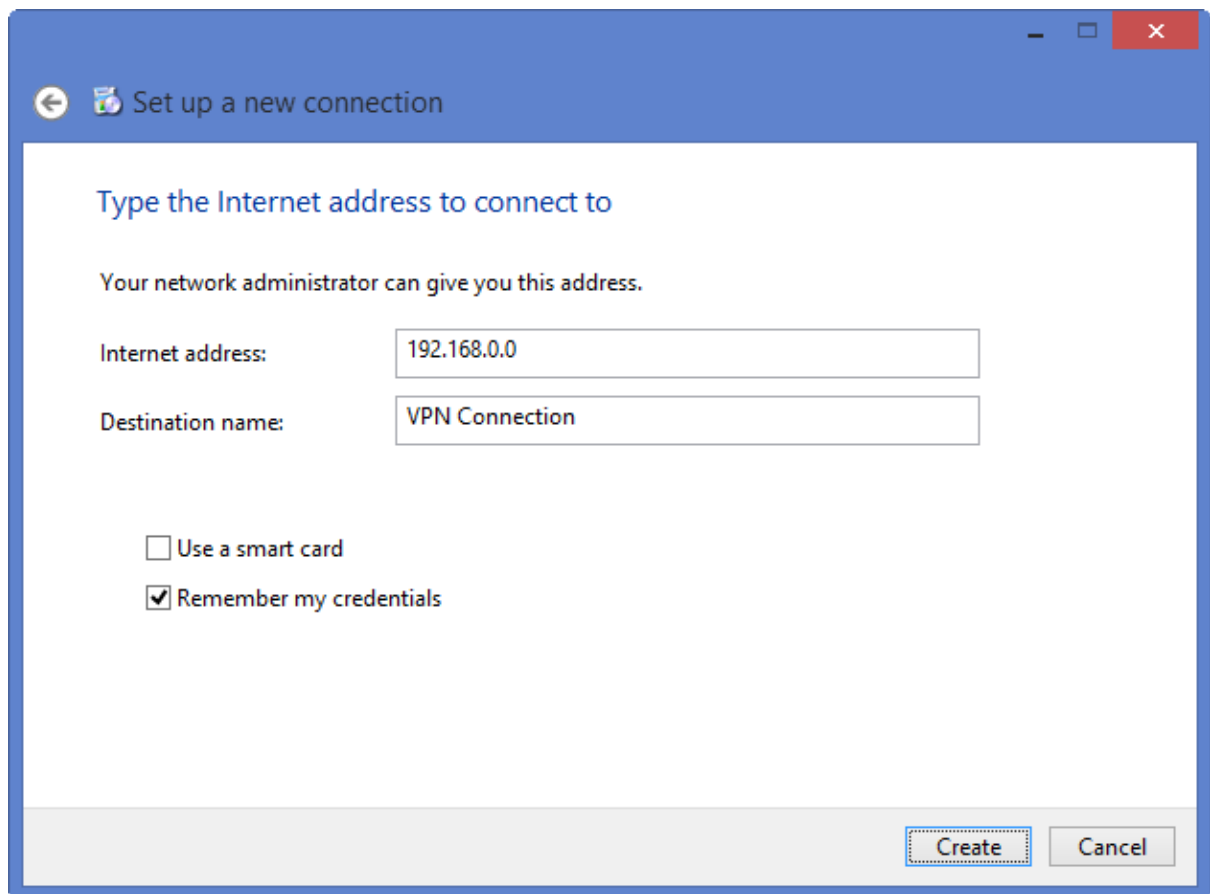 Set up a new connection
Type the Internet address to connect to
Your network administrator can give you this address.
Internet address: 192.168.0.0
Destination name: VPN Connection
Use a smart card
Remember my credentials
Create Cancel